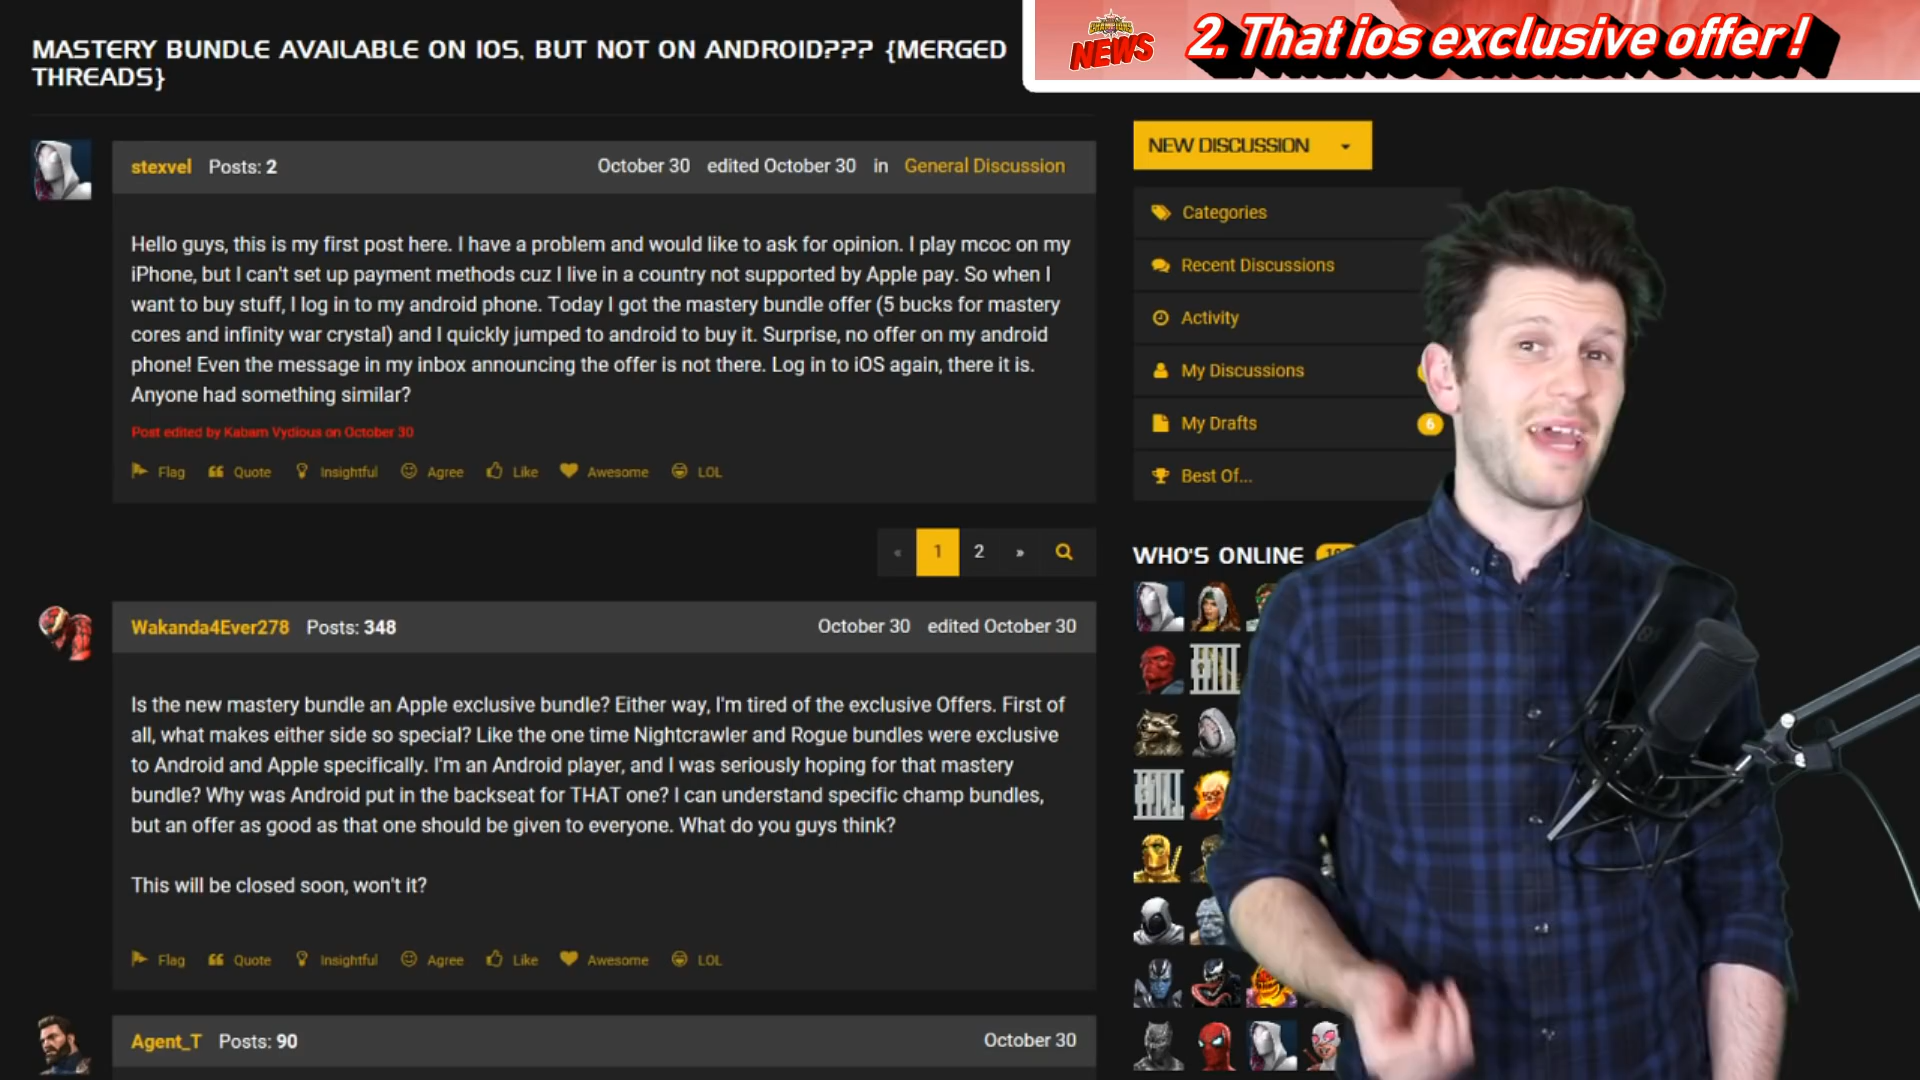 MASTERY BUNDLE AVAILABLE ON IOS, BUT NOT ON ANDROID??? {MERGED
THREADS}
CHAMPIONS
NEWS
2. That ios exclusive offer!
stexvel Posts: 2 October 30 edited October 30 in General Discussion
Hello guys, this is my first post here. I have a problem and would like to ask for opinion. I play mcoc on my
iPhone, but I can't set up payment methods cuz I live in a country not supported by Apple pay. So when I
want to buy stuff, I log in to my android phone. Today I got the mastery bundle offer (5 bucks for mastery
cores and infinity war crystal) and I quickly jumped to android to buy it. Surprise, no offer on my android
phone! Even the message in my inbox announcing the offer is not there. Log in to iOS again, there it is.
Anyone had something similar?
Post edited by Kabam Vydious on October 30
Flag Quote Insightful Agree Like Awesome LOL
« 1 2 »
Wakanda4Ever278 Posts: 348 October 30 edited October 30
Is the new mastery bundle an Apple exclusive bundle? Either way, I'm tired of the exclusive Offers. First of
all, what makes either side so special? Like the one time Nightcrawler and Rogue bundles were exclusive
to Android and Apple specifically. I'm an Android player, and I was seriously hoping for that mastery
bundle? Why was Android put in the backseat for THAT one? I can understand specific champ bundles,
but an offer as good as that one should be given to everyone. What do you guys think?
This will be closed soon, won't it?
Flag Quote Insightful Agree Like Awesome LOL
Agent_T Posts: 90 October 30
NEW DISCUSSION
Categories
Recent Discussions
Activity
My Discussions
My Drafts 6
Best Of...
WHO'S ONLINE